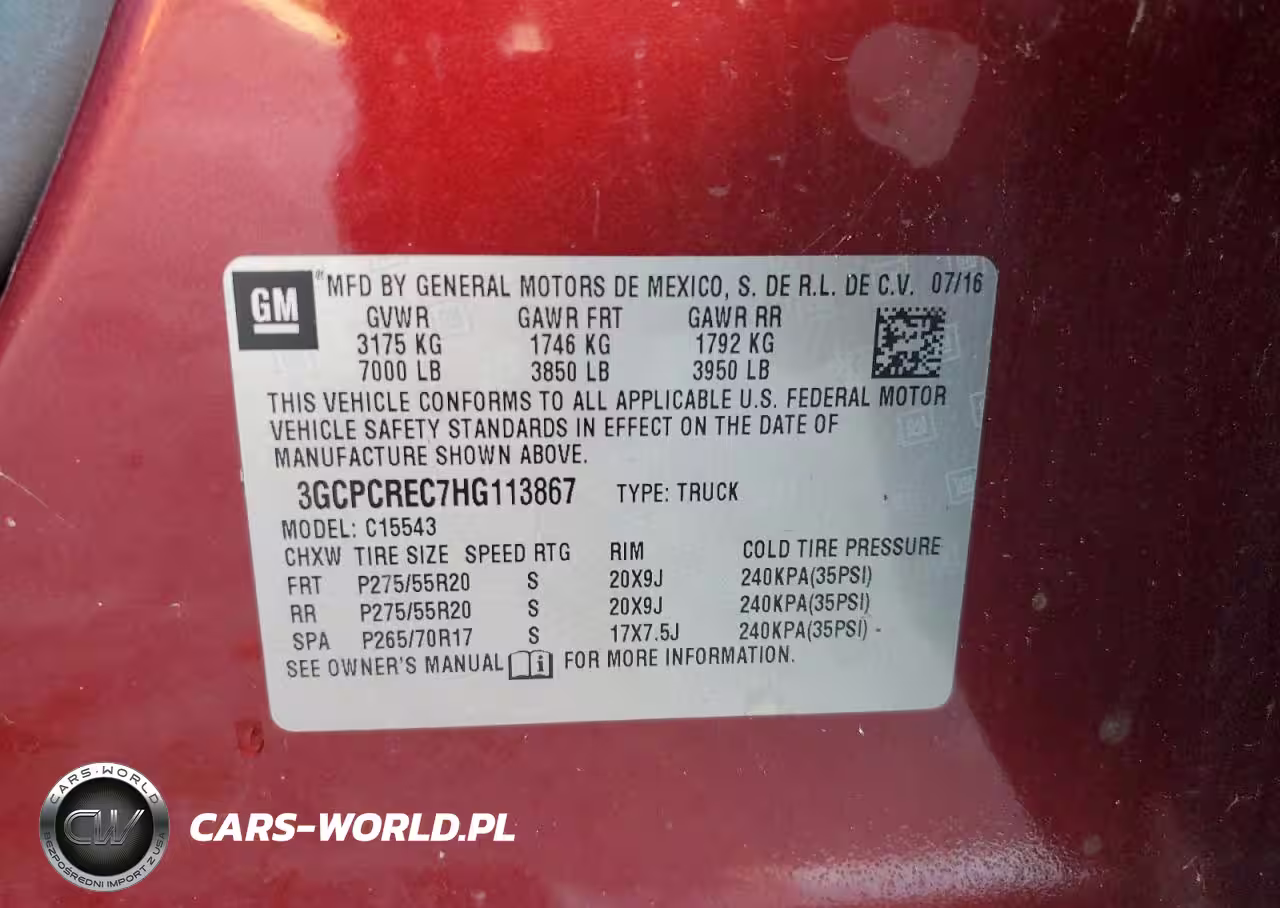 GM
® MFD BY GENERAL MOTORS DE MEXICO, S. DE R.L. DE C.V. 07/16
GVWR GAWR FRT GAWR RR
3175 KG 1746 KG 1792 KG
7000 LB 3850 LB 3950 LB
THIS VEHICLE CONFORMS TO ALL APPLICABLE U.S. FEDERAL MOTOR
VEHICLE SAFETY STANDARDS IN EFFECT ON THE DATE OF
MANUFACTURE SHOWN ABOVE.
3GCPCREC7HG113867 TYPE: TRUCK
MODEL: C15543
CHXW TIRE SIZE SPEED RTG RIM COLD TIRE PRESSURE
FRT P275/55R20 S 20X9J 240KPA(35PSI)
RR P275/55R20 S 20X9J 240KPA(35PSI)
SPA P265/70R17 S 17X7.5J 240KPA(35PSI) -
SEE OWNER'S MANUAL FOR MORE INFORMATION.
CARS-WORLD
CW
BEZPOŚREDNI IMPORT Z USA
CARS-WORLD.PL